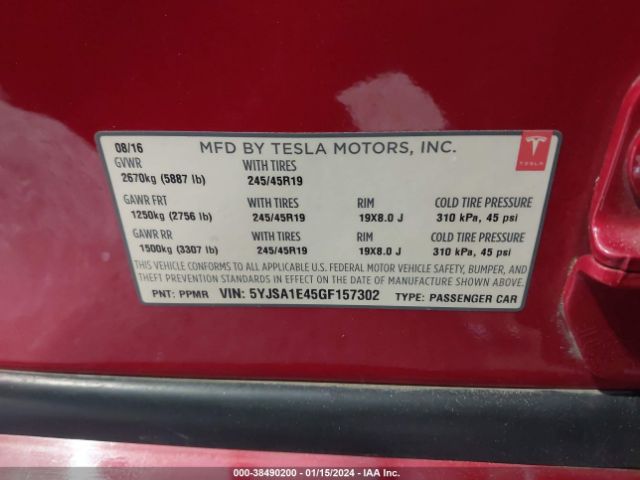 08/16
MFD BY TESLA MOTORS, INC.
TESLA
GVWR WITH TIRES
2670kg (5887 lb) 245/45R19
GAWR FRT WITH TIRES RIM COLD TIRE PRESSURE
1250kg (2756 lb) 245/45R19 19X8.0 J 310 kPa, 45 psi
GAWR RR WITH TIRES RIM COLD TIRE PRESSURE
1500kg (3307 lb) 245/45R19 19X8.0 J 310 kPa, 45 psi
THIS VEHICLE CONFORMS TO ALL APPLICABLE U.S. FEDERAL MOTOR VEHICLE SAFETY, BUMPER, AND
THEFT PREVENTION STANDARDS IN EFFECT ON THE DATE OF MANUFACTURE SHOWN ABOVE.
PNT: PPMR VIN: 5YJSA1E45GF157302 TYPE: PASSENGER CAR
000-38490200 - 01/15/2024 - IAA Inc.